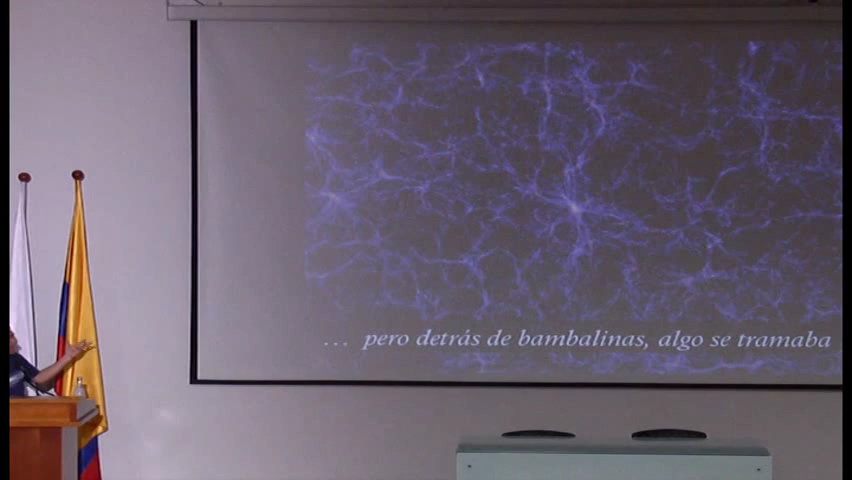 ... pero detrás de bambalinas, algo se tramaba